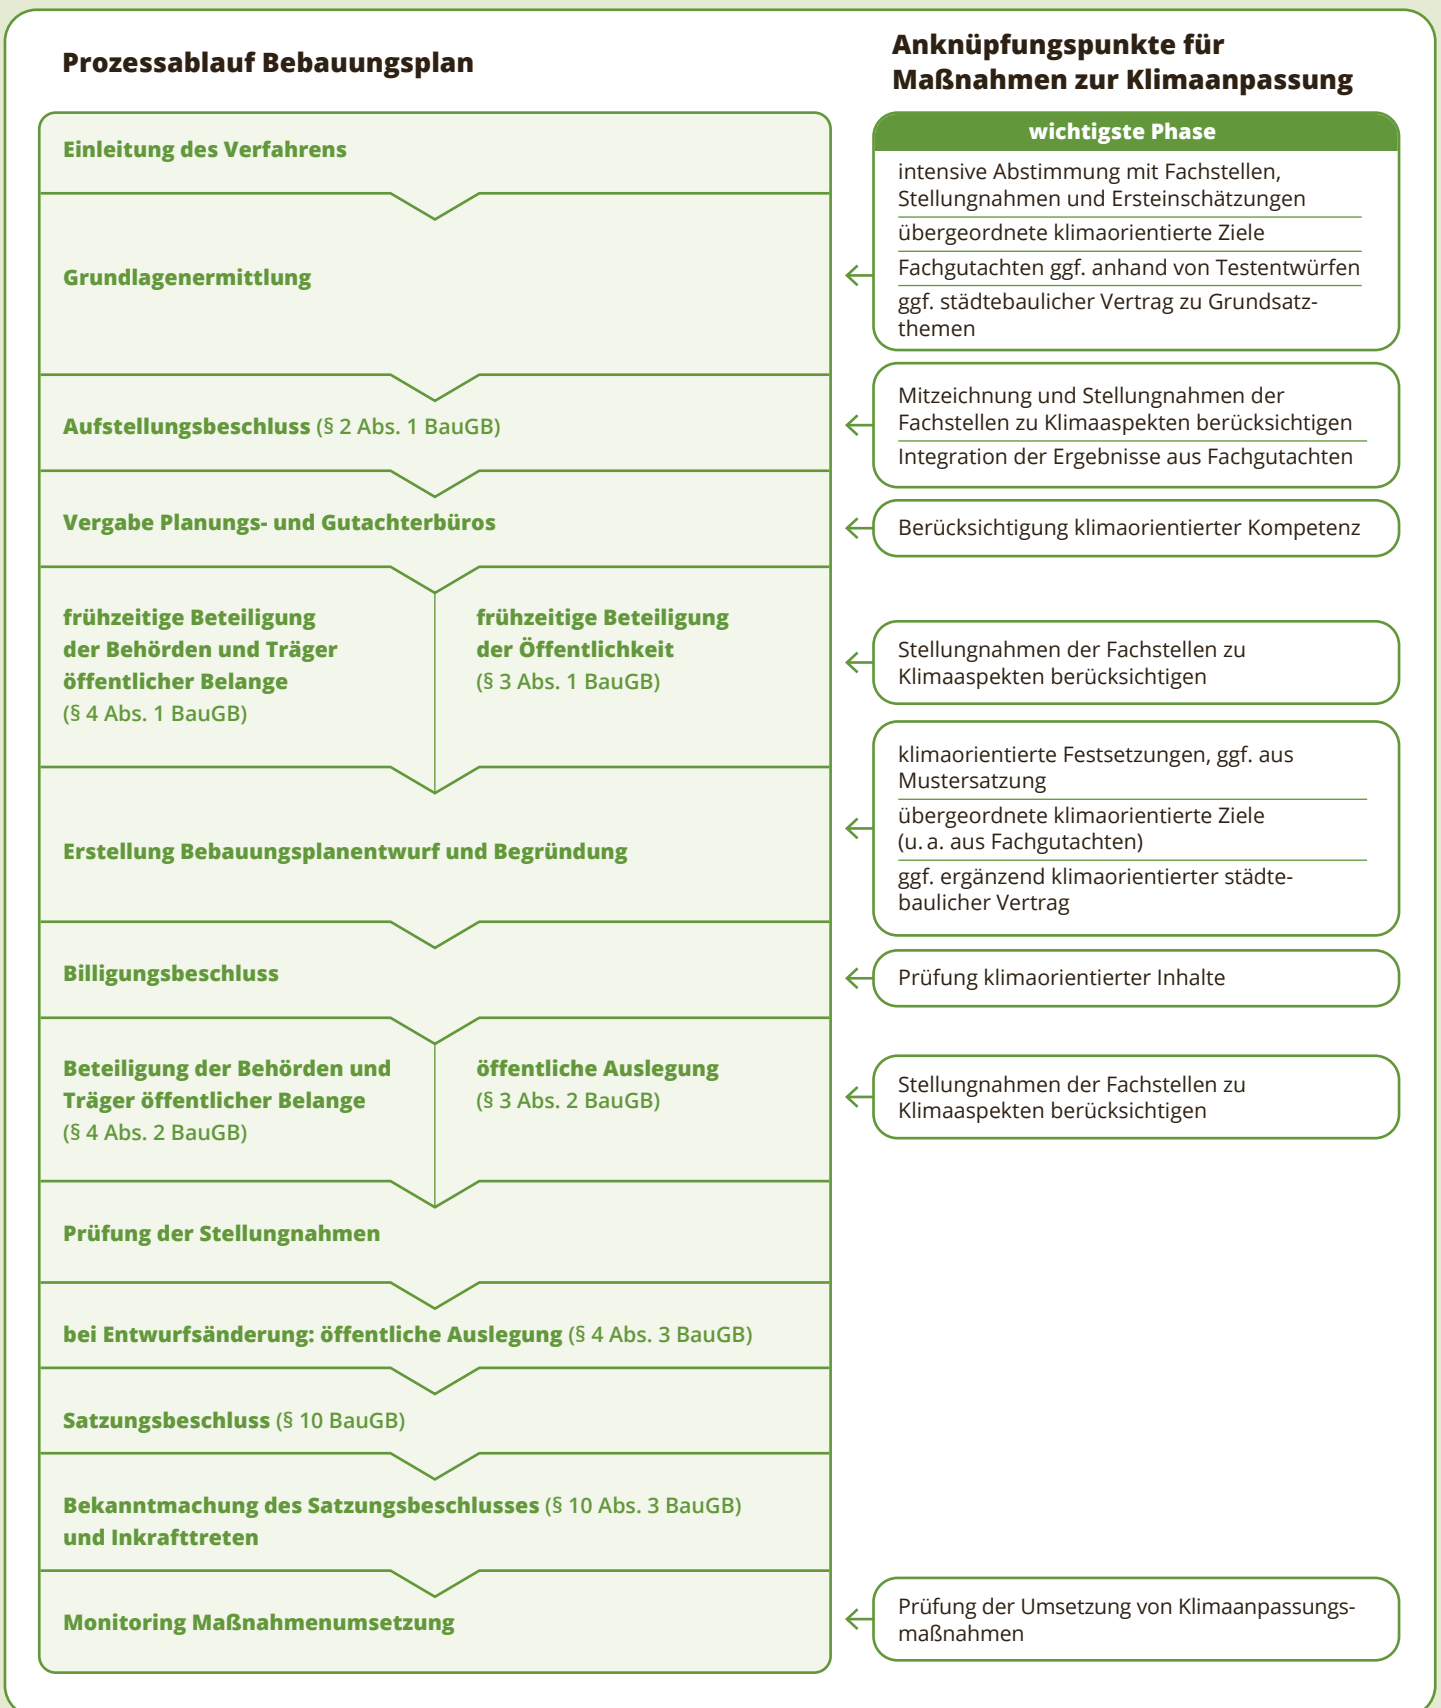 Prozessablauf Bebauungsplan
Anknüpfungspunkte für
Maßnahmen zur Klimaanpassung
Einleitung des Verfahrens
wichtigste Phase
intensive Abstimmung mit Fachstellen,
Stellungnahmen und Ersteinschätzungen
übergeordnete klimaorientierte Ziele
Fachgutachten ggf. anhand von Testentwürfen
ggf. städtebaulicher Vertrag zu Grundsatz-
themen
Grundlagenermittlung
Aufstellungsbeschluss (§ 2 Abs. 1 BauGB)
Mitzeichnung und Stellungnahmen der
Fachstellen zu Klimaaspekten berücksichtigen
Integration der Ergebnisse aus Fachgutachten
Vergabe Planungs- und Gutachterbüros
Berücksichtigung klimaorientierter Kompetenz
frühzeitige Beteiligung
der Behörden und Träger
öffentlicher Belange
(§ 4 Abs. 1 BauGB)
frühzeitige Beteiligung
der Öffentlichkeit
(§ 3 Abs. 1 BauGB)
Stellungnahmen der Fachstellen zu
Klimaaspekten berücksichtigen
Erstellung Bebauungsplanentwurf und Begründung
klimaorientierte Festsetzungen, ggf. aus
Mustersatzung
übergeordnete klimaorientierte Ziele
(u. a. aus Fachgutachten)
ggf. ergänzend klimaorientierter städte-
baulicher Vertrag
Billigungsbeschluss
Prüfung klimaorientierter Inhalte
Beteiligung der Behörden und
Träger öffentlicher Belange
(§ 4 Abs. 2 BauGB)
öffentliche Auslegung
(§ 3 Abs. 2 BauGB)
Stellungnahmen der Fachstellen zu
Klimaaspekten berücksichtigen
Prüfung der Stellungnahmen
bei Entwurfsänderung: öffentliche Auslegung (§ 4 Abs. 3 BauGB)
Satzungsbeschluss (§ 10 BauGB)
Bekanntmachung des Satzungsbeschlusses (§ 10 Abs. 3 BauGB)
und Inkrafttreten
Monitoring Maßnahmenumsetzung
Prüfung der Umsetzung von Klimaanpassungs-
maßnahmen